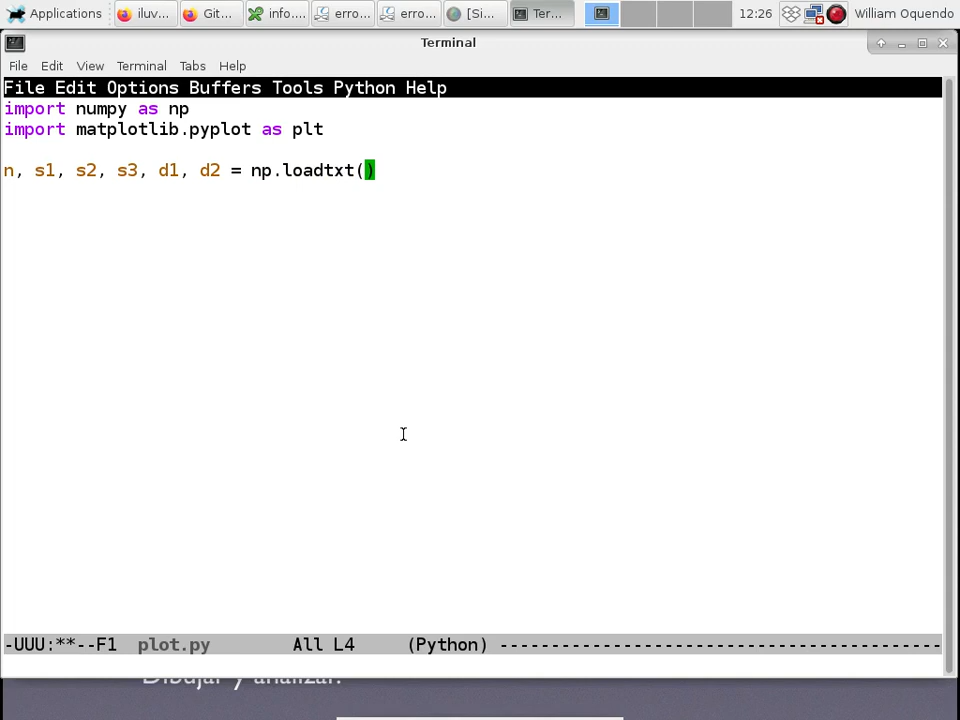 Applications iluv... Git... info.... erro... erro... [Si... Ter... 12:26 William Oquendo
Terminal
File Edit View Terminal Tabs Help
File Edit Options Buffers Tools Python Help
import numpy as np
import matplotlib.pyplot as plt
n, s1, s2, s3, d1, d2 = np.loadtxt()
-UUU:**--F1 plot.py All L4 (Python) -------------------------------------------
Dibujar y analizar.